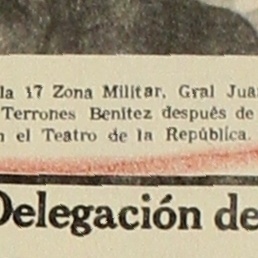 la 17 Zona Militar, Gral Jua
Terrones Benitez después de
n el Teatro de la República.
Delegación de